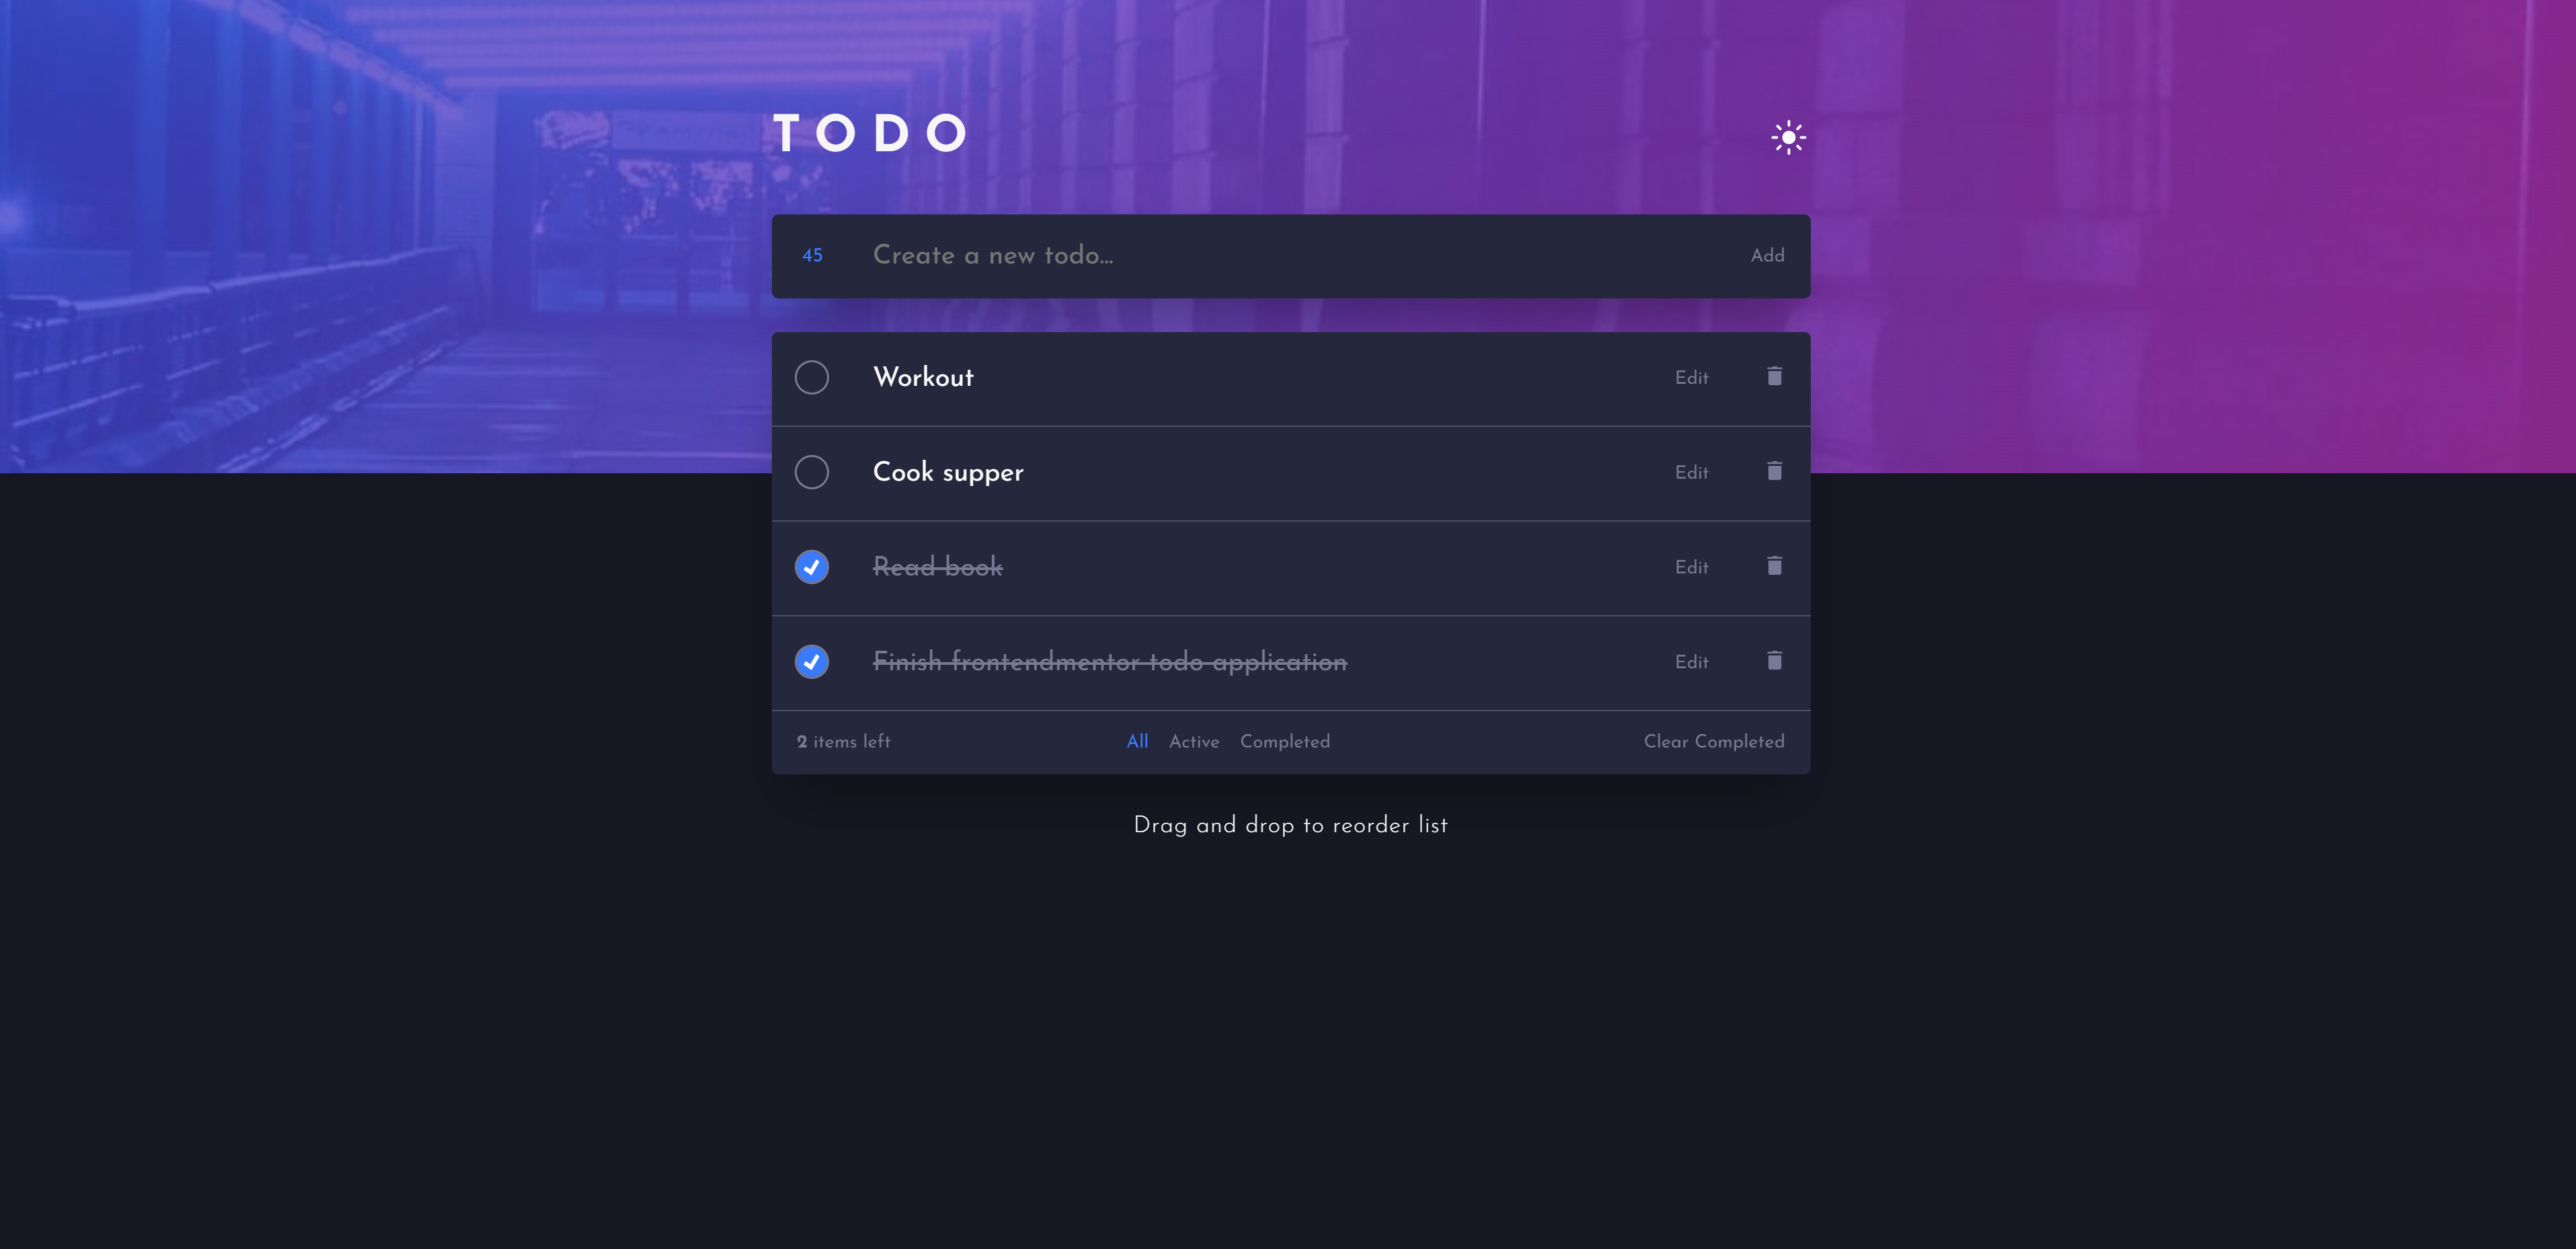 TODO
45 Create a new todo... Add
Workout Edit
Cook supper Edit
Read book Edit
Finish frontendmentor todo application Edit
2 items left All Active Completed Clear Completed
Drag and drop to reorder list